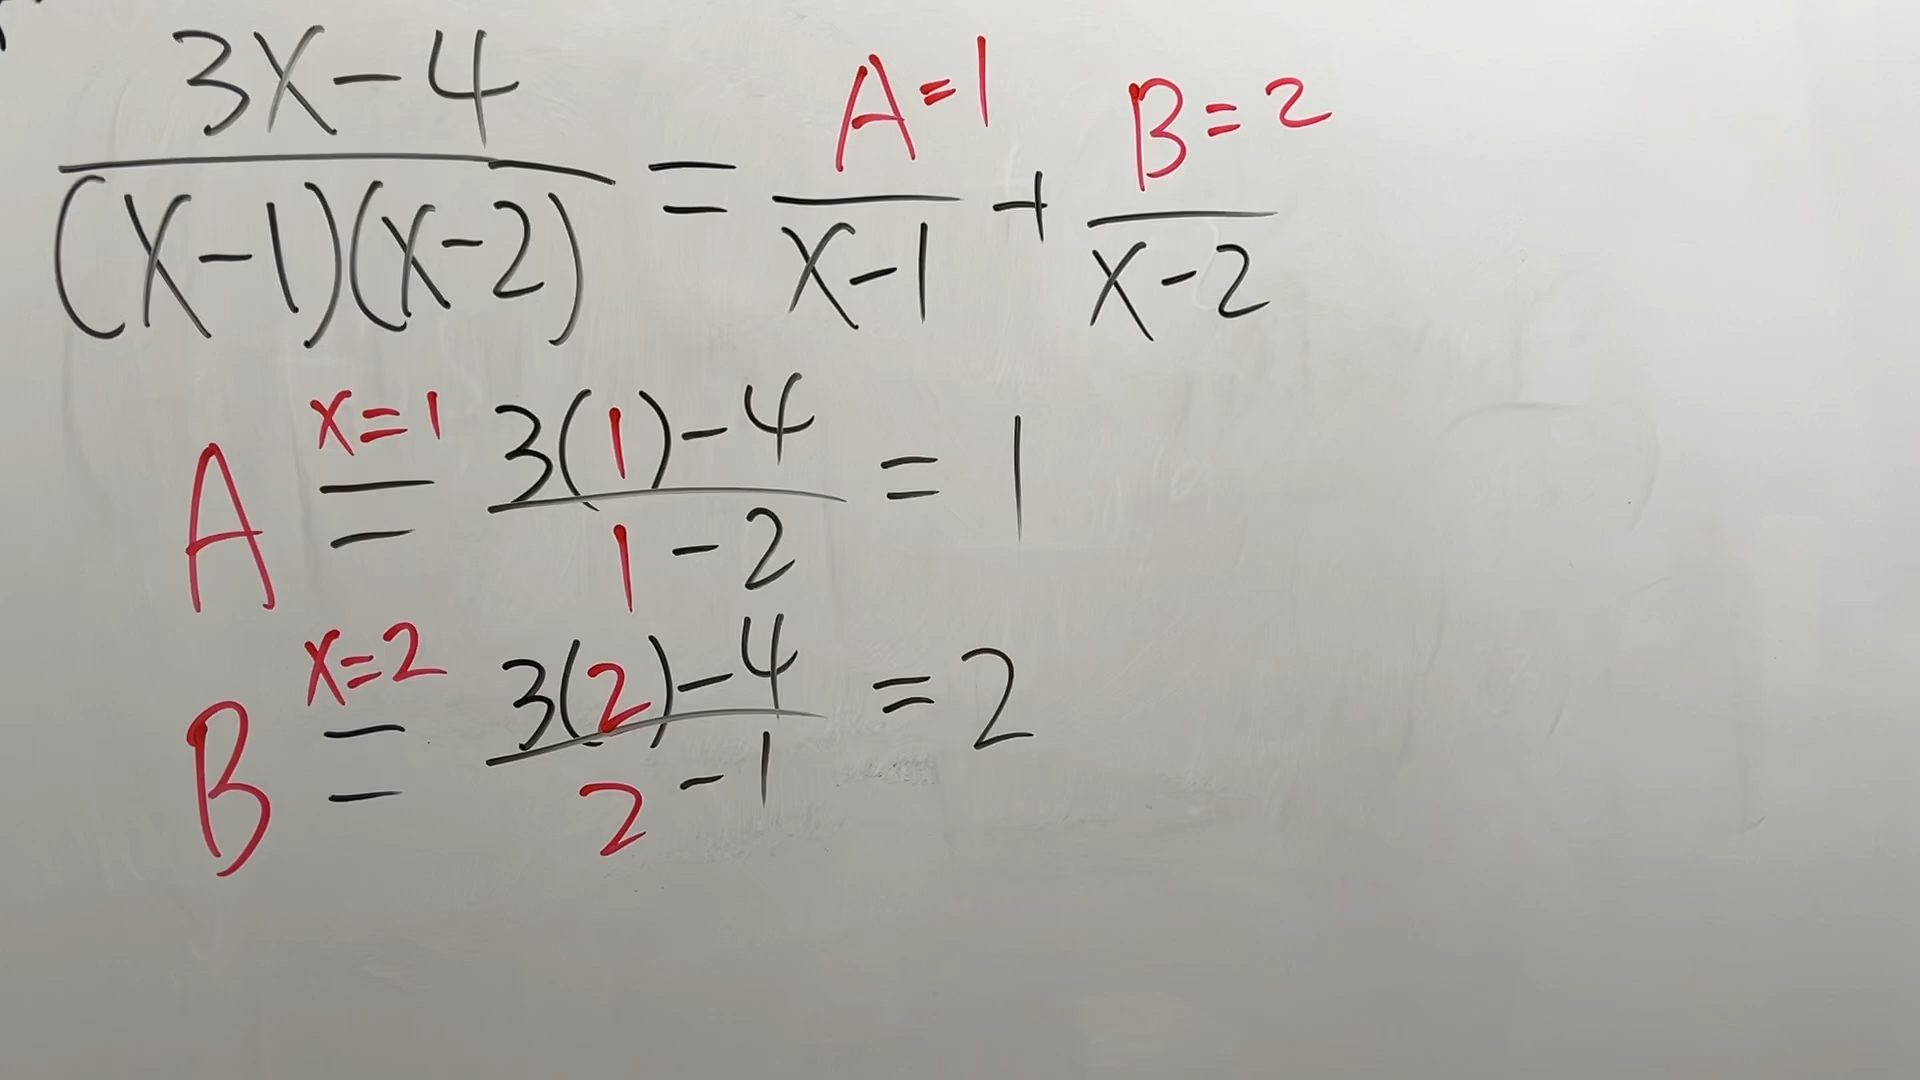 3x-4 / (x-1)(x-2) = A=1 / x-1 + B=2 / x-2
A x=1 = 3(1)-4 / 1-2 = 1
B x=2 = 3(2)-4 / 2-1 = 2